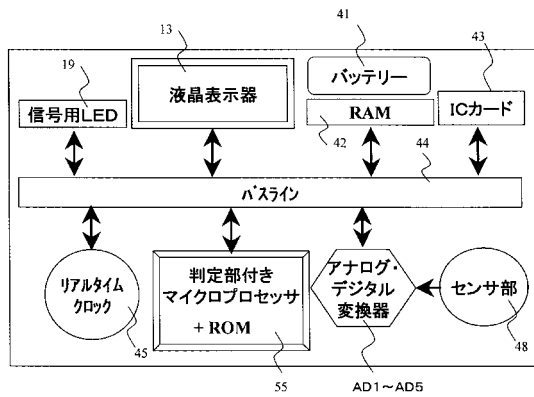 41
13
43
19
バッテリー
液晶表示器
信号用LED
RAM
ICカード
42
44
バスライン
リアルタイム
クロック
判定部付き
マイクロプロセッサ
+ROM
アナログ・
デジタル
変換器
センサ部
45
48
55
AD1～AD5